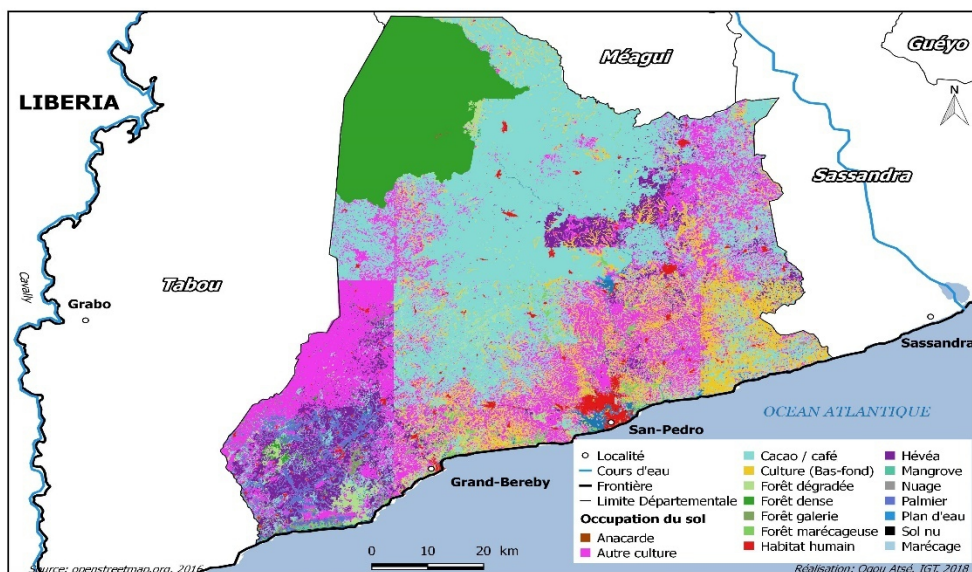 Méagui
Guéyo
N
LIBERIA
Sassandra
Tabou
Cavally
Grabo
Sassandra
OCEAN ATLANTIQUE
San-Pedro
Grand-Bereby
Localité
Cours d'eau
Frontière
Limite Départementale
Occupation du sol
Anacarde
Autre culture
Cacao / café
Culture (Bas-fond)
Forêt dégradée
Forêt dense
Forêt galerie
Forêt marécageuse
Habitat humain
Hévéa
Mangrove
Nuage
Palmier
Plan d'eau
Sol nu
Marécage
0 10 20 km
Source: openstreetmap.org, 2016
Réalisation: Ogou Atsé, IGT, 2018